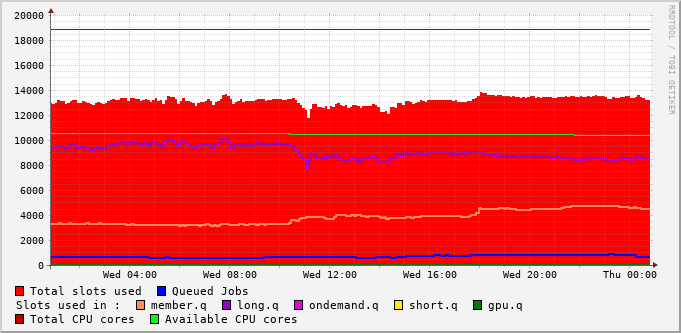 RRDTOOL / TOBI OETIKER
20000
18000
16000
14000
12000
10000
8000
6000
4000
2000
0
Wed 04:00 Wed 08:00 Wed 12:00 Wed 16:00 Wed 20:00 Thu 00:00
Total slots used Queued Jobs
Slots used in : member.q long.q ondemand.q short.q gpu.q
Total CPU cores Available CPU cores